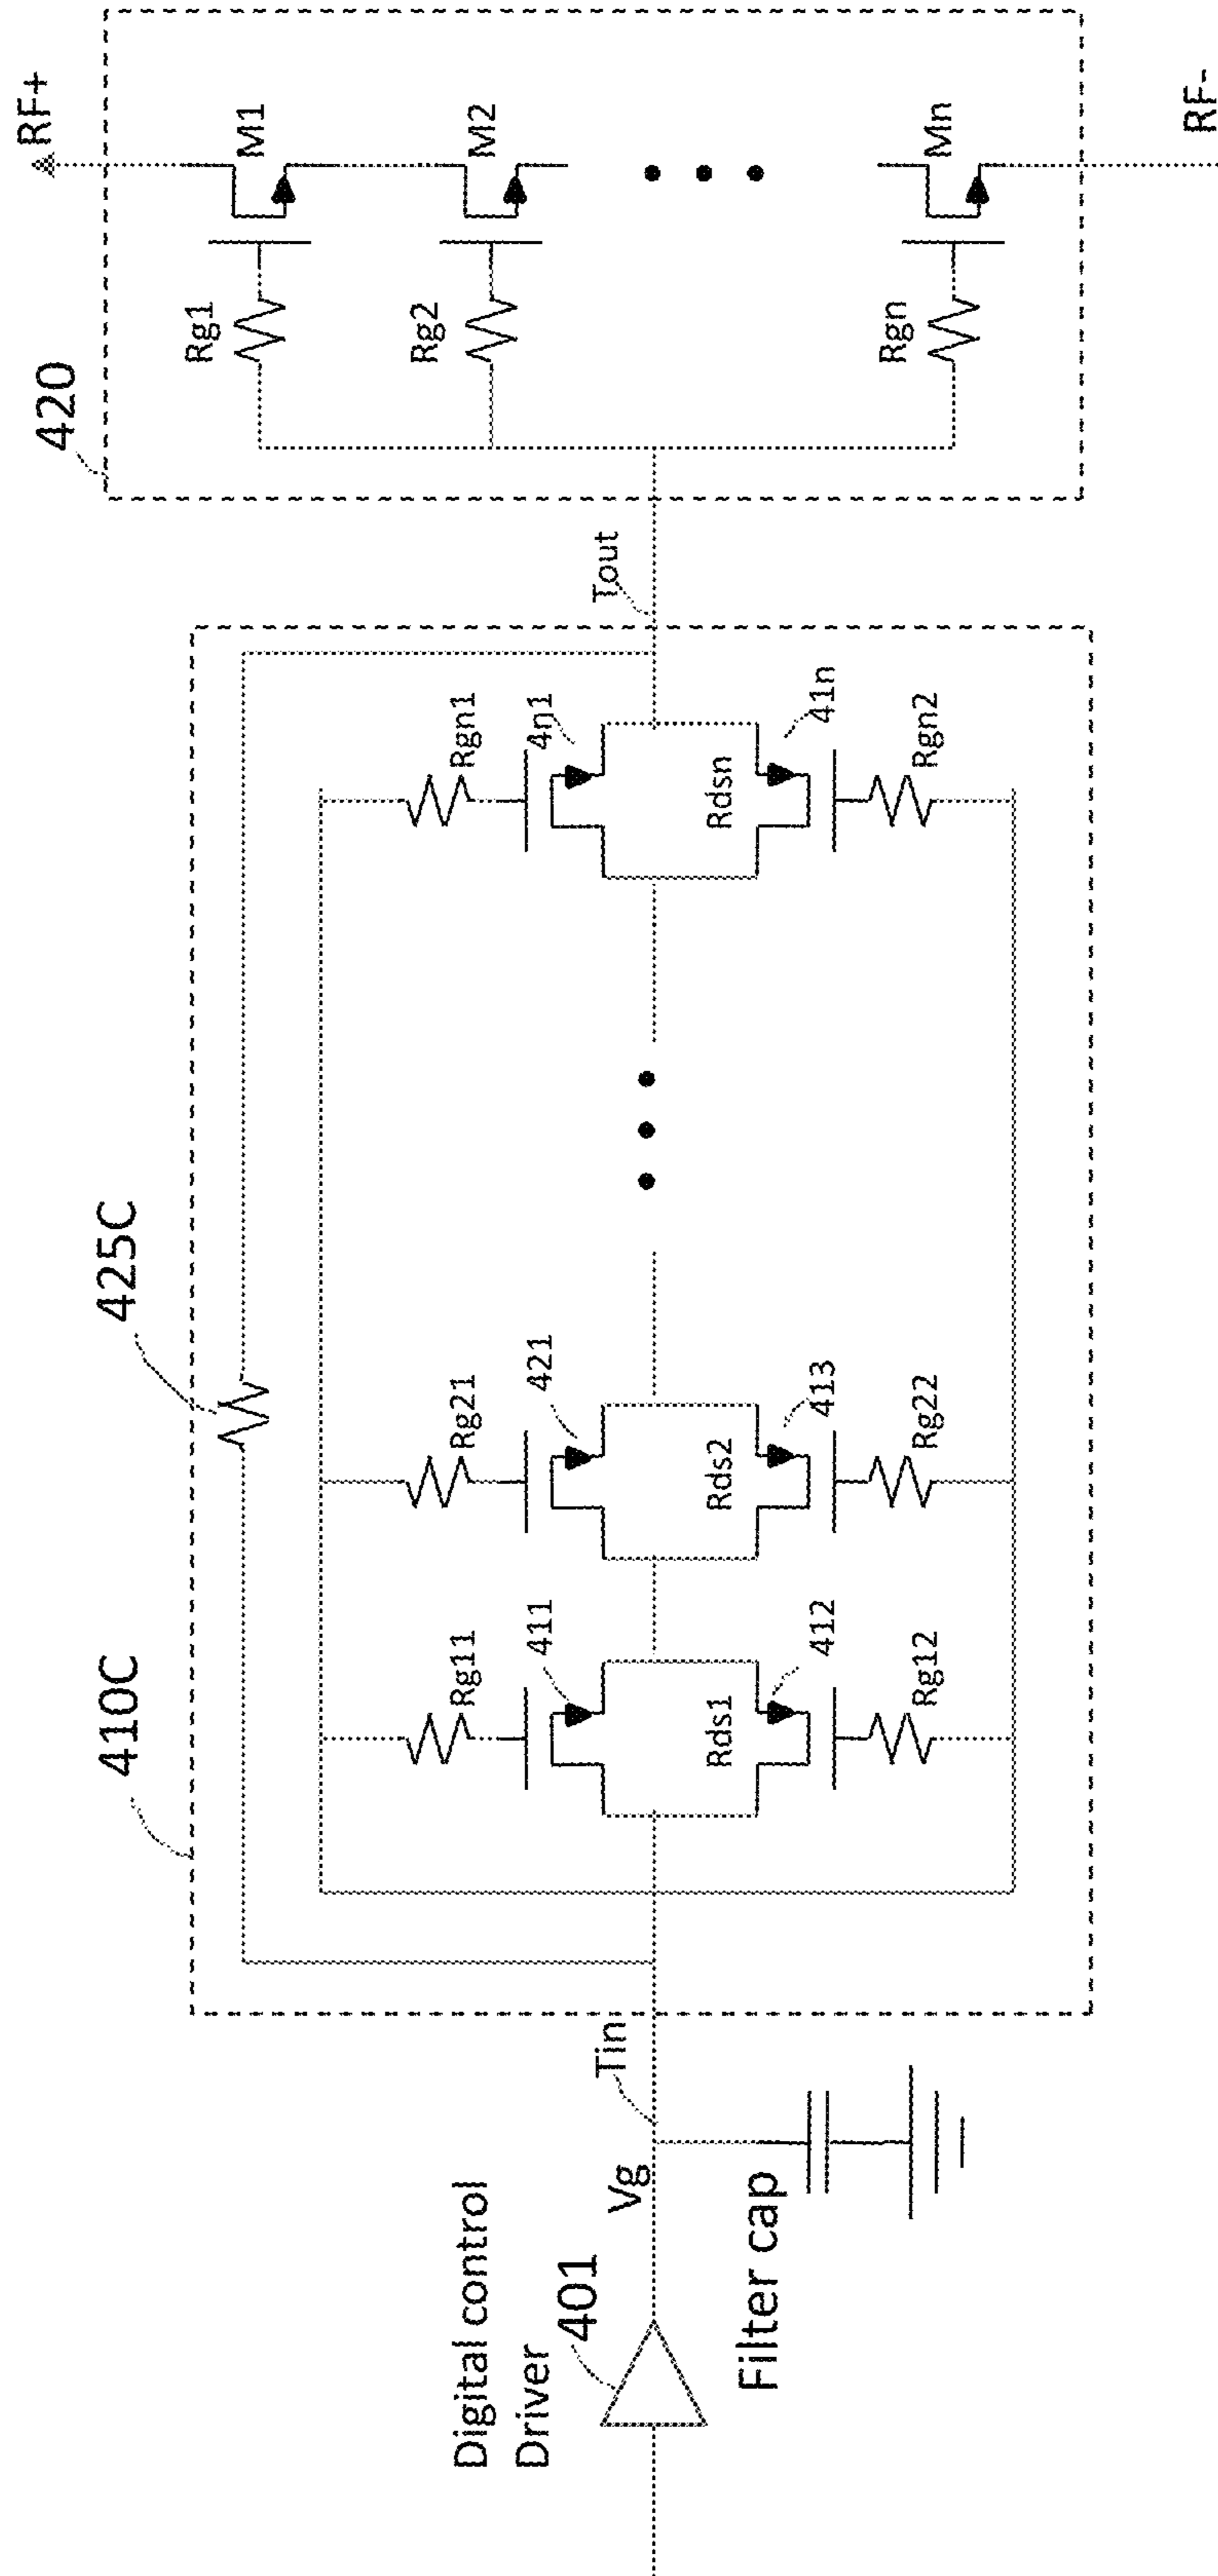 Digital control
Driver
401
Vg
Filter cap
Tin
410C
425C
Rg11
411
Rds1
412
Rg12
Rg21
421
Rds2
413
Rg22
Rgn1
4n1
Rdsn
41n
Rgn2
Tout
420
RF+
Rg1
M1
Rg2
M2
Rgn
Mn
RF-